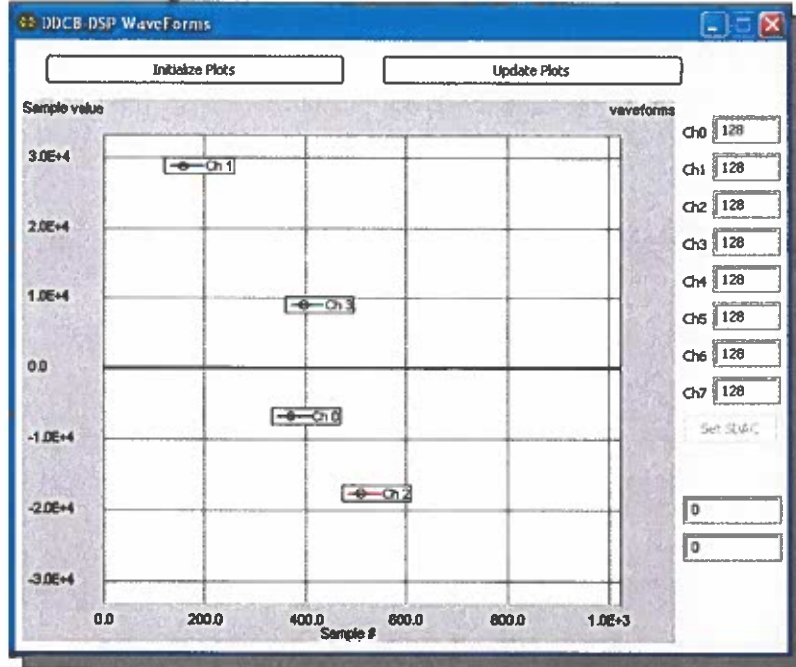 DDCB-DSP WaveForms
Initialize Plots
Update Plots
Sample value
waveforms
3.0E+4
2.0E+4
1.0E+4
0.0
-1.0E+4
-2.0E+4
-3.0E+4
Ch 1
Ch 3
Ch 0
Ch 2
0.0
200.0
400.0
600.0
800.0
1.0E+3
Sample #
Ch0 128
Ch1 128
Ch2 128
Ch3 128
Ch4 128
Ch5 128
Ch6 128
Ch7 128
Set SDAC
0
0